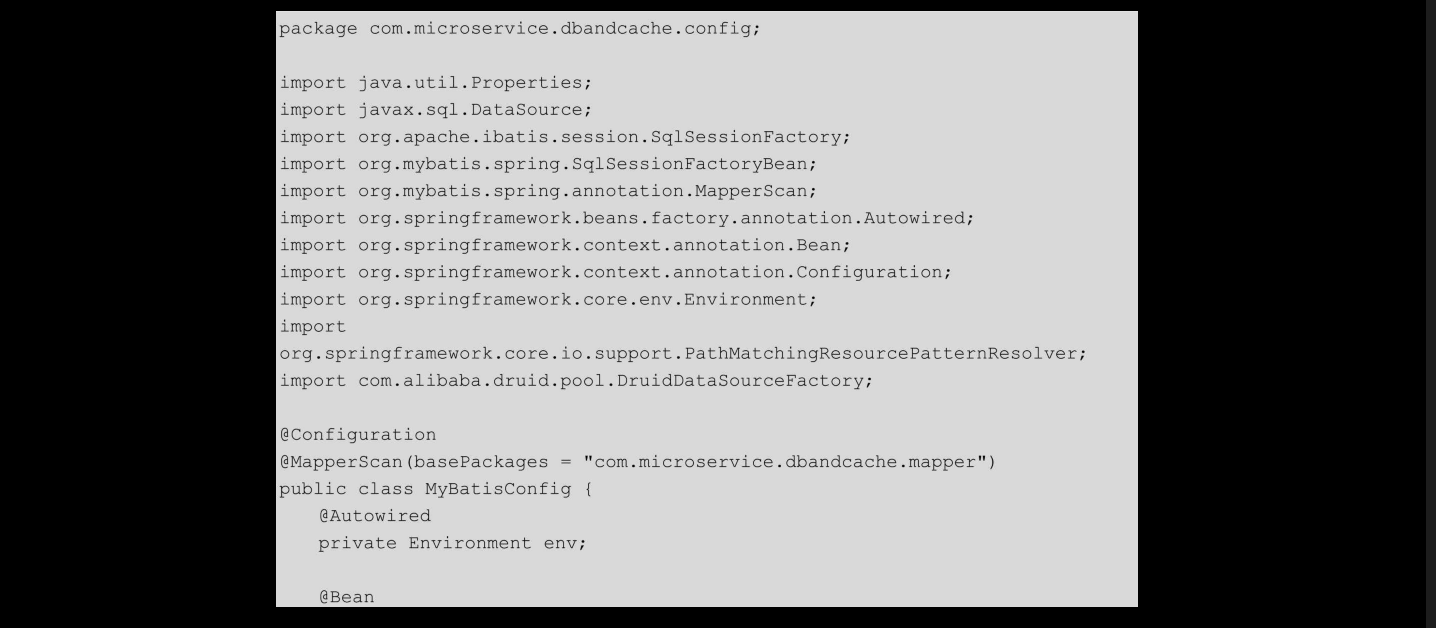 package com.microservice.dbandcache.config;
import java.util.Properties;
import javax.sql.DataSource;
import org.apache.ibatis.session.SqlSessionFactory;
import org.mybatis.spring.SqlSessionFactoryBean;
import org.mybatis.spring.annotation.MapperScan;
import org.springframework.beans.factory.annotation.Autowired;
import org.springframework.context.annotation.Bean;
import org.springframework.context.annotation.Configuration;
import org.springframework.core.env.Environment;
import
org.springframework.core.io.support.PathMatchingResourcePatternResolver;
import com.alibaba.druid.pool.DruidDataSourceFactory;
@Configuration
@MapperScan(basePackages = "com.microservice.dbandcache.mapper")
public class MyBatisConfig {
@Autowired
private Environment env;
@Bean